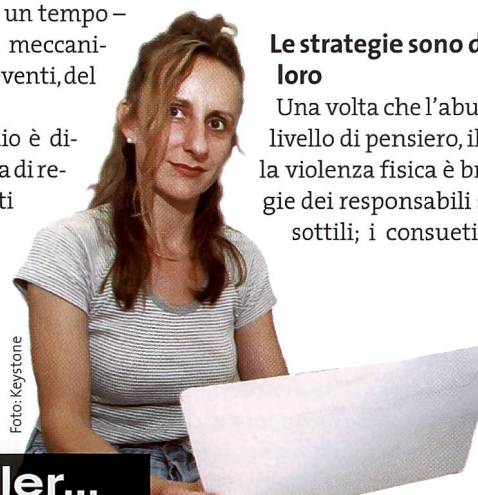 un tempo –
meccani-
venti, del
io è di-
a di re-
ti
Le strategie sono d
loro
Una volta che l’abu
livello di pensiero, il
la violenza fisica è br
gie dei responsabili s
sottili; i consueti
Foto: Keystone
ler...